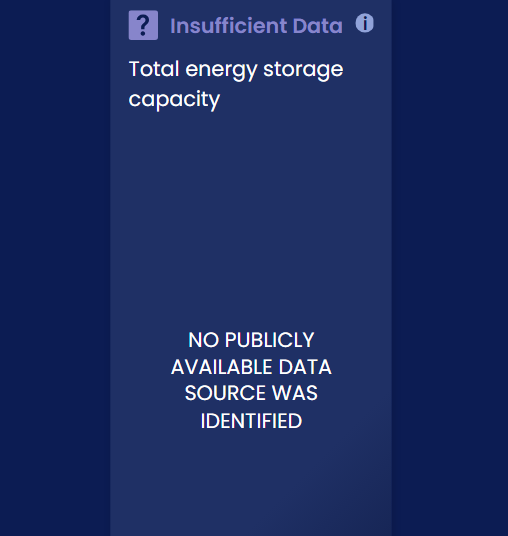 ? Insufficient Data i
Total energy storage
capacity
NO PUBLICLY
AVAILABLE DATA
SOURCE WAS
IDENTIFIED